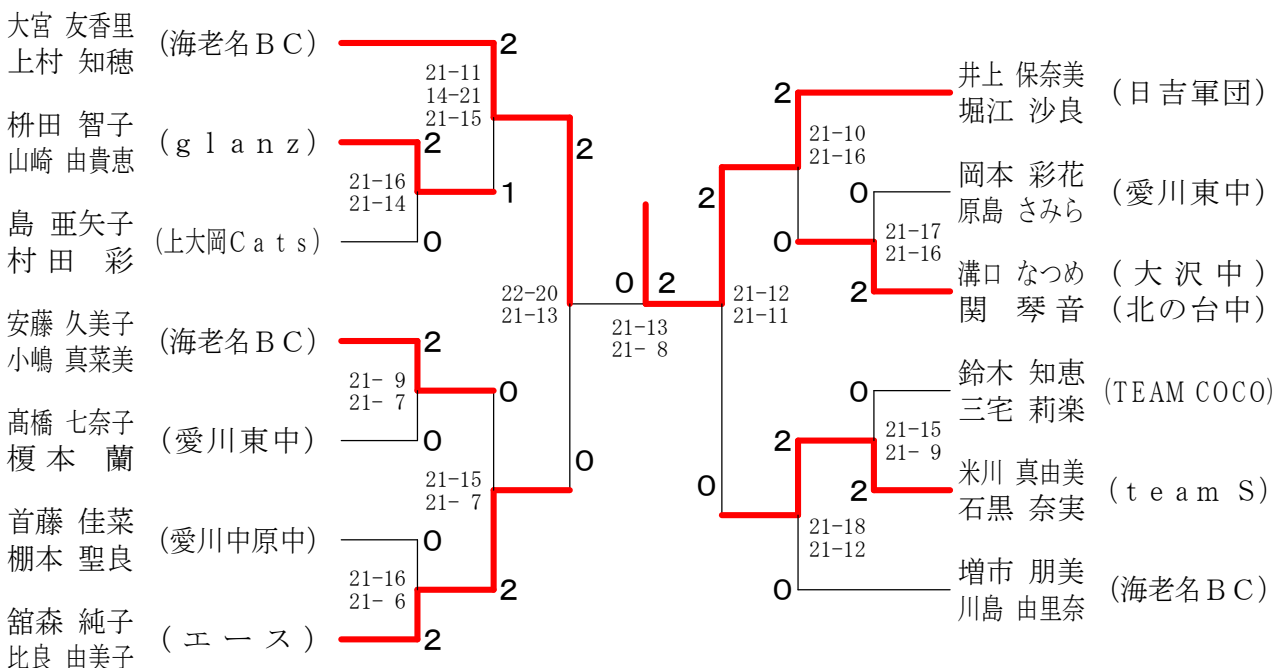 大宮 友香里
上村 知穂
(海老名ＢＣ)
2
21-11
14-21
21-15
枡田 智子
山崎 由貴恵
(ｇｌａｎｚ)
2
1
21-16
21-14
島 亜矢子
村田 彩
(上大岡Ｃａｔｓ)
0
2
安藤 久美子
小嶋 真菜美
(海老名ＢＣ)
2
22-20
21-13
21- 9
21- 7
0
髙橋 七奈子
榎本 蘭
(愛川東中)
0
21-15
21- 7
0
首藤 佳菜
棚本 聖良
(愛川中原中)
0
21-16
21- 6
2
舘森 純子
比良 由美子
(エース)
2
0
2
21-13
21- 8
井上 保奈美
堀江 沙良
(日吉軍団)
2
21-10
21-16
2
岡本 彩花
原島 さみら
(愛川東中)
0
21-17
21-16
0
溝口 なつめ
関 琴音
(大沢中)
(北の台中)
2
21-12
21-11
鈴木 知恵
三宅 莉楽
(TEAM COCO)
0
21-15
21- 9
2
米川 真由美
石黒 奈実
(ｔｅａｍ Ｓ)
2
0
21-18
21-12
増市 朋美
川島 由里奈
(海老名ＢＣ)
0